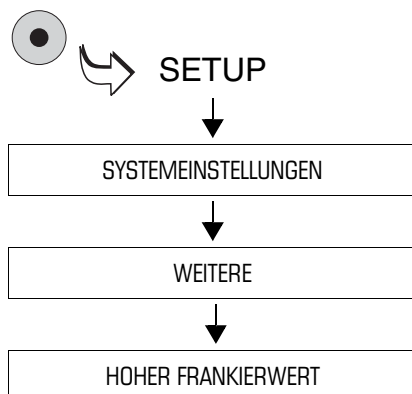 SETUP
SYSTEMEINSTELLUNGEN
WEITERE
HOHER FRANKIERWERT